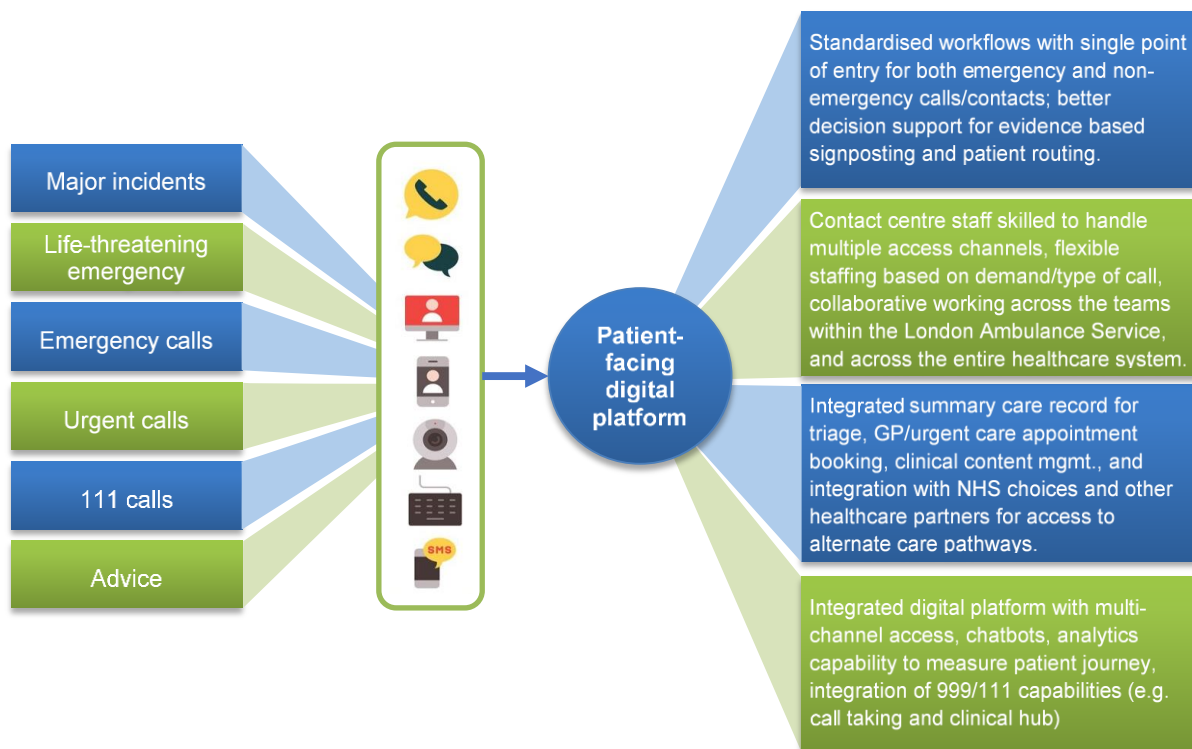 Major incidents
Life-threatening
emergency
Emergency calls
Urgent calls
111 calls
Advice
SMS
Patient-
facing
digital
platform
Standardised workflows with single point
of entry for both emergency and non-
emergency calls/contacts; better
decision support for evidence based
signposting and patient routing.
Contact centre staff skilled to handle
multiple access channels, flexible
staffing based on demand/type of call,
collaborative working across the teams
within the London Ambulance Service,
and across the entire healthcare system.
Integrated summary care record for
triage, GP/urgent care appointment
booking, clinical content mgmt., and
integration with NHS choices and other
healthcare partners for access to
alternate care pathways.
Integrated digital platform with multi-
channel access, chatbots, analytics
capability to measure patient journey,
integration of 999/111 capabilities (e.g.
call taking and clinical hub)